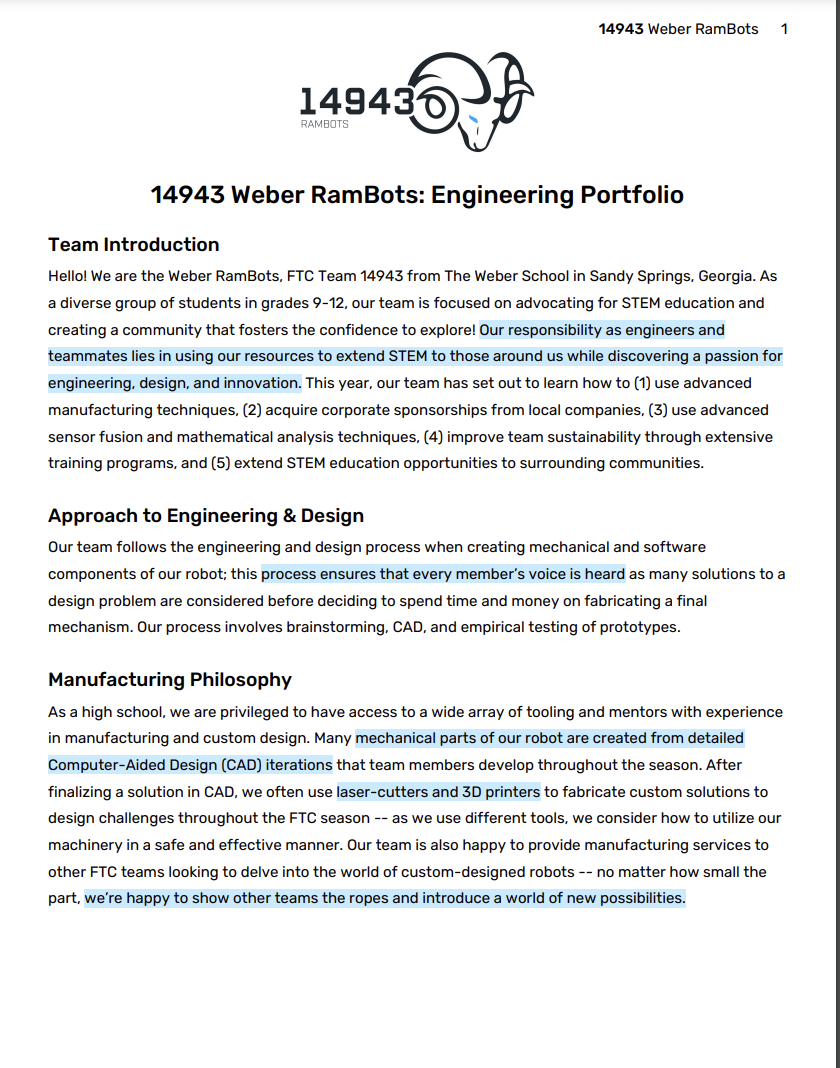 14943 Weber RamBots 1
14943
RAMBOTS
14943 Weber RamBots: Engineering Portfolio
Team Introduction
Hello! We are the Weber RamBots, FTC Team 14943 from The Weber School in Sandy Springs, Georgia. As
a diverse group of students in grades 9-12, our team is focused on advocating for STEM education and
creating a community that fosters the confidence to explore! Our responsibility as engineers and
teammates lies in using our resources to extend STEM to those around us while discovering a passion for
engineering, design, and innovation. This year, our team has set out to learn how to (1) use advanced
manufacturing techniques, (2) acquire corporate sponsorships from local companies, (3) use advanced
sensor fusion and mathematical analysis techniques, (4) improve team sustainability through extensive
training programs, and (5) extend STEM education opportunities to surrounding communities.
Approach to Engineering & Design
Our team follows the engineering and design process when creating mechanical and software
components of our robot; this process ensures that every member’s voice is heard as many solutions to a
design problem are considered before deciding to spend time and money on fabricating a final
mechanism. Our process involves brainstorming, CAD, and empirical testing of prototypes.
Manufacturing Philosophy
As a high school, we are privileged to have access to a wide array of tooling and mentors with experience
in manufacturing and custom design. Many mechanical parts of our robot are created from detailed
Computer-Aided Design (CAD) iterations that team members develop throughout the season. After
finalizing a solution in CAD, we often use laser-cutters and 3D printers to fabricate custom solutions to
design challenges throughout the FTC season -- as we use different tools, we consider how to utilize our
machinery in a safe and effective manner. Our team is also happy to provide manufacturing services to
other FTC teams looking to delve into the world of custom-designed robots -- no matter how small the
part, we’re happy to show other teams the ropes and introduce a world of new possibilities.